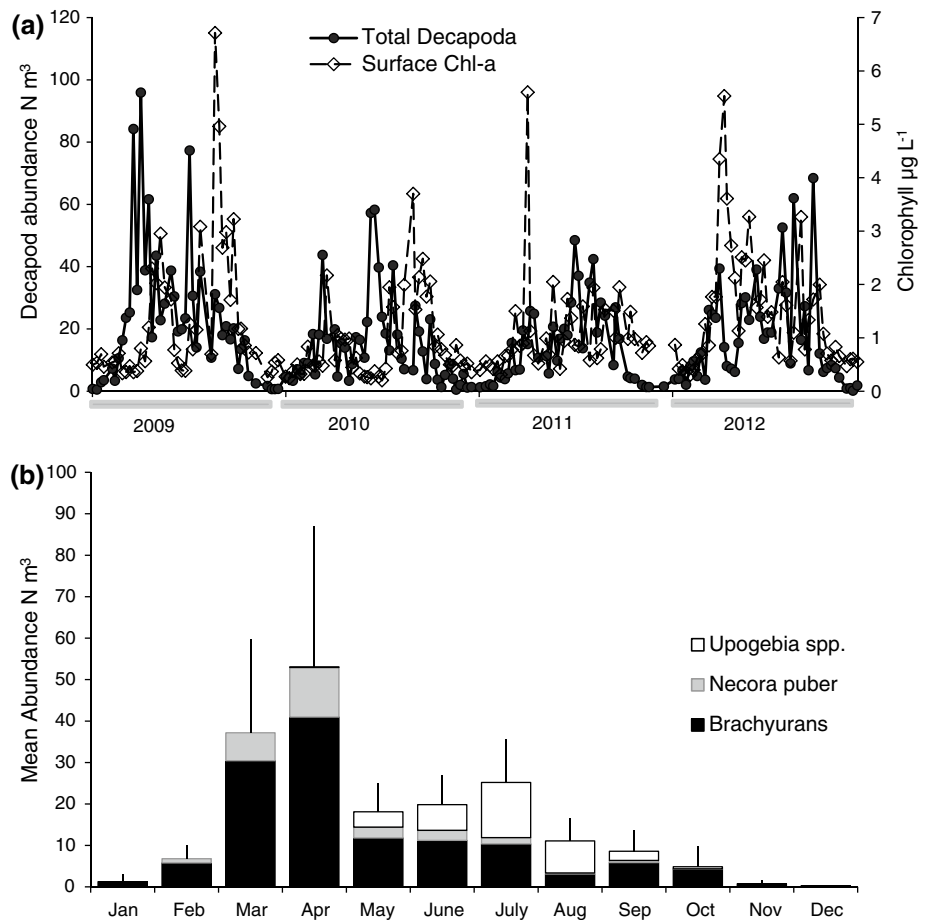 (a)
Total Decapoda
Surface Chl-a
Decapod abundance N m³
120
100
80
60
40
20
0
Chlorophyll µg L⁻¹
7
6
5
4
3
2
1
0
2009 2010 2011 2012
(b)
Mean Abundance N m³
100
90
80
70
60
50
40
30
20
10
0
Upogebia spp.
Necora puber
Brachyurans
Jan Feb Mar Apr May June July Aug Sep Oct Nov Dec